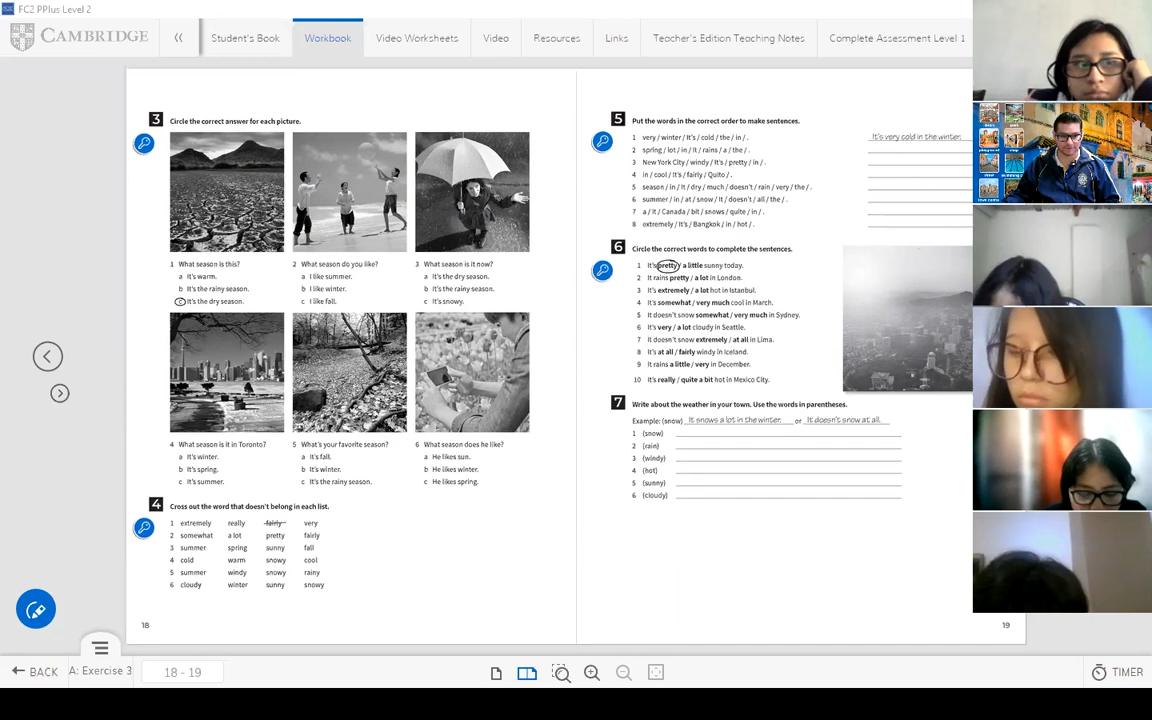 FC2 PPlus Level 2
CAMBRIDGE
Student's Book
Workbook
Video Worksheets
Video
Resources
Links
Teacher's Edition Teaching Notes
Complete Assessment Level 1
3 Circle the correct answer for each picture.
1 What season is this?
a It's warm.
b It's the rainy season.
c It's the dry season.
2 What season do you like?
a I like summer.
b I like winter.
c I like fall.
3 What season is it now?
a It's the dry season.
b It's the rainy season.
c It's snowy.
4 What season is it in Toronto?
a It's winter.
b It's spring.
c It's summer.
5 What's your favorite season?
a It's fall.
b It's winter.
c It's the rainy season.
6 What season does he like?
a He likes sun.
b He likes winter.
c He likes spring.
4 Cross out the word that doesn't belong in each list.
1 extremely really fairly very
2 somewhat a lot pretty fairly
3 summer spring sunny fall
4 cold warm snowy cool
5 summer windy snowy rainy
6 cloudy winter sunny snowy
18
5 Put the words in the correct order to make sentences.
1 very / winter / It's / cold / the / in / . It's very cold in the winter.
2 spring / lot / in / It / rains / a / the / .
3 New York City / windy / It's / pretty / in / .
4 in / cool / It's / fairly / Quito / .
5 season / in / It / dry / much / doesn't / rain / very / the / .
6 summer / in / at / snow / It / doesn't / all / the / .
7 a / It / Canada / bit / snows / quite / in / .
8 extremely / It's / Bangkok / in / hot / .
6 Circle the correct words to complete the sentences.
1 It's pretty / a little sunny today.
2 It rains pretty / a lot in London.
3 It's extremely / a lot hot in Istanbul.
4 It's somewhat / very much cool in March.
5 It doesn't snow somewhat / very much in Sydney.
6 It's very / a lot cloudy in Seattle.
7 It doesn't snow extremely / at all in Lima.
8 It's at all / fairly windy in Iceland.
9 It rains a little / very in December.
10 It's really / quite a bit hot in Mexico City.
7 Write about the weather in your town. Use the words in parentheses.
Example: (snow) It snows a lot in the winter. or It doesn't snow at all.
1 (snow)
2 (rain)
3 (windy)
4 (hot)
5 (sunny)
6 (cloudy)
19
BACK
A: Exercise 3
18 - 19
TIMER